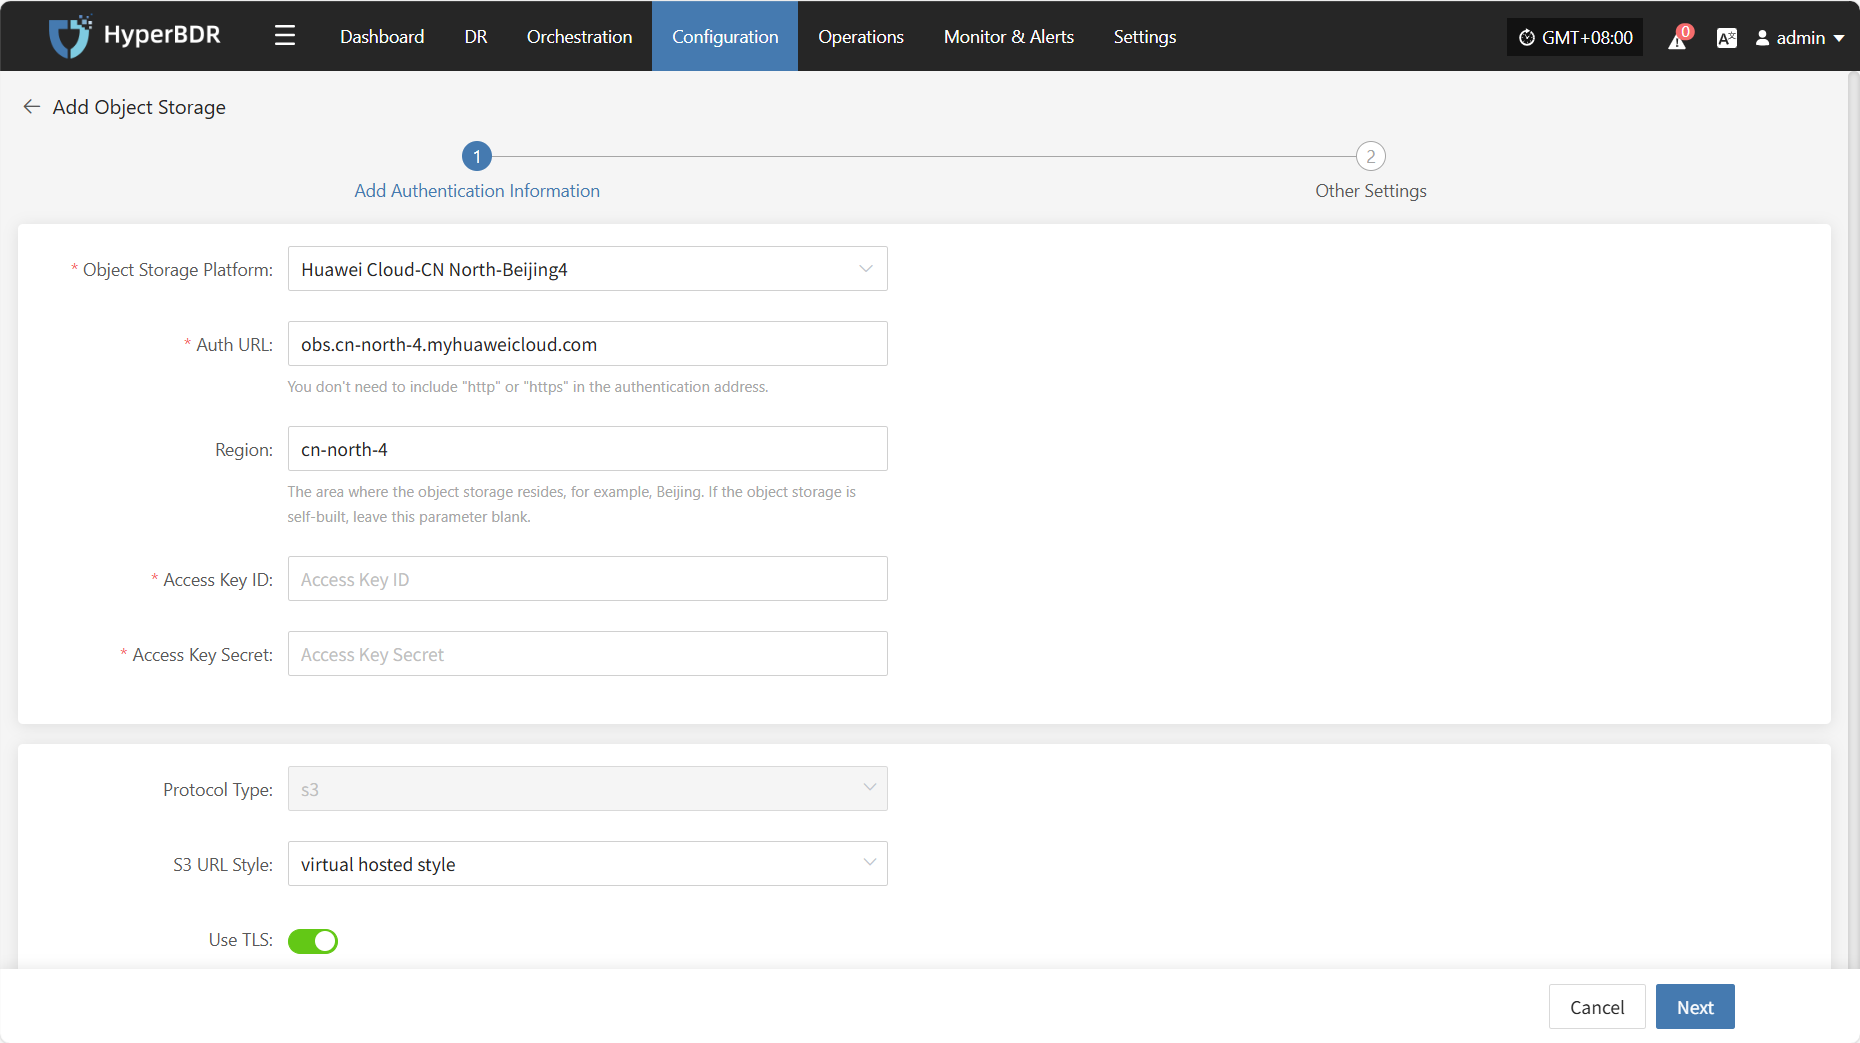 HyperBDR
Dashboard
DR
Orchestration
Configuration
Operations
Monitor & Alerts
Settings
GMT+08:00
0
admin
Add Object Storage
1
2
Add Authentication Information
Other Settings
* Object Storage Platform:
Huawei Cloud-CN North-Beijing4
* Auth URL:
obs.cn-north-4.myhuaweicloud.com
You don't need to include "http" or "https" in the authentication address.
Region:
cn-north-4
The area where the object storage resides, for example, Beijing. If the object storage is
self-built, leave this parameter blank.
* Access Key ID:
Access Key ID
* Access Key Secret:
Access Key Secret
Protocol Type:
s3
S3 URL Style:
virtual hosted style
Use TLS:
Cancel
Next